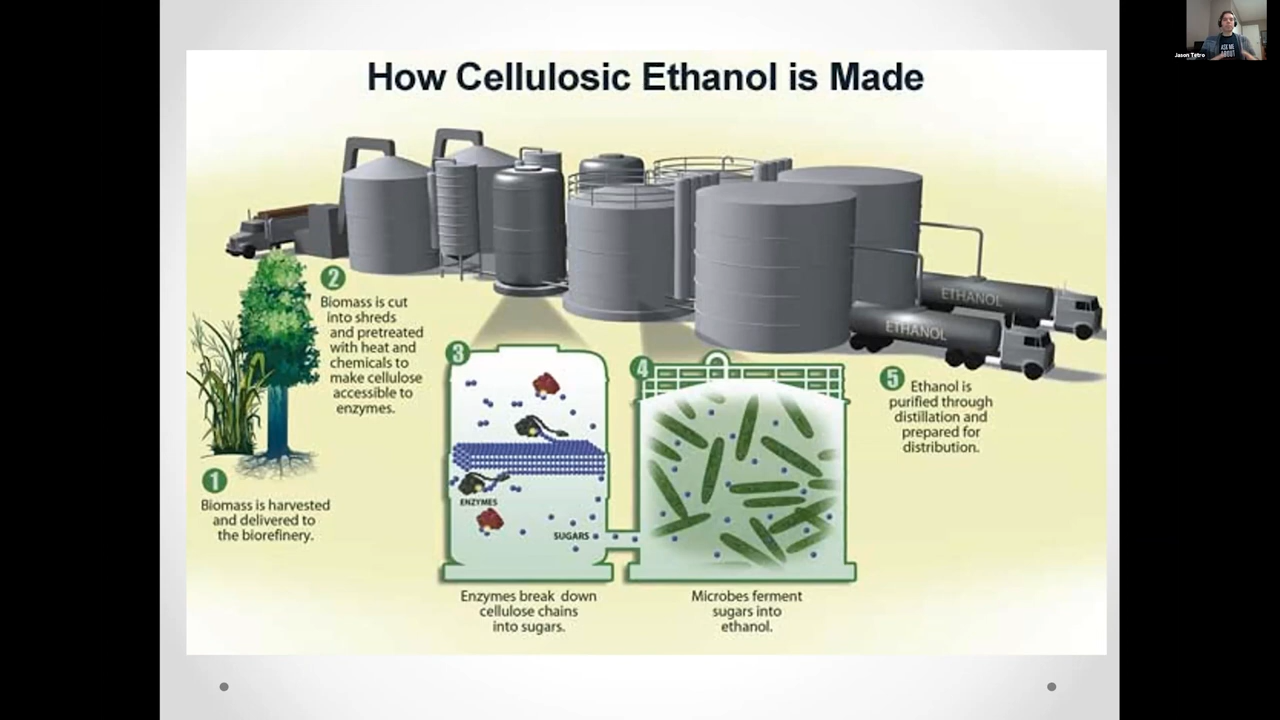 How Cellulosic Ethanol is Made
Jason Tetro
ASK ME
ABOUT
1
Biomass is harvested
and delivered to
the biorefinery.
2
Biomass is cut
into shreds
and pretreated
with heat and
chemicals to
make cellulose
accessible to
enzymes.
3
ENZYMES
SUGARS
Enzymes break down
cellulose chains
into sugars.
4
Microbes ferment
sugars into
ethanol.
ETHANOL
ETHANOL
5
Ethanol is
purified through
distillation and
prepared for
distribution.